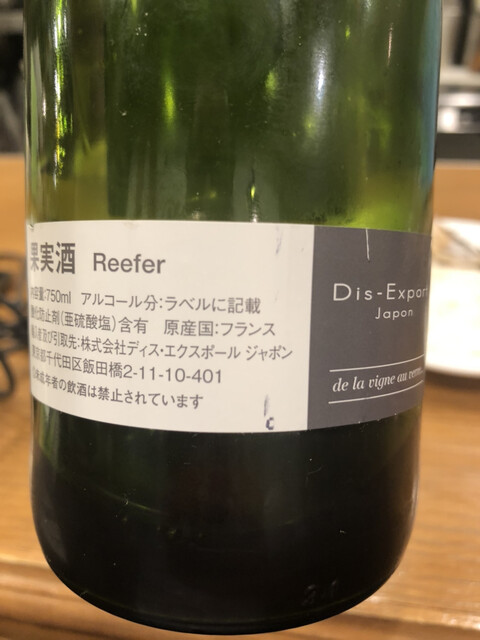 果実酒 Reefer
内容量:750ml アルコール分:ラベルに記載
酸化防止剤(亜硫酸塩)含有 原産国:フランス
輸入者及び引取先:株式会社ディス・エクスポール ジャポン
東京都千代田区飯田橋2-11-10-401
未成年者の飲酒は禁止されています
Dis-Export
Japon
de la vigne au verre